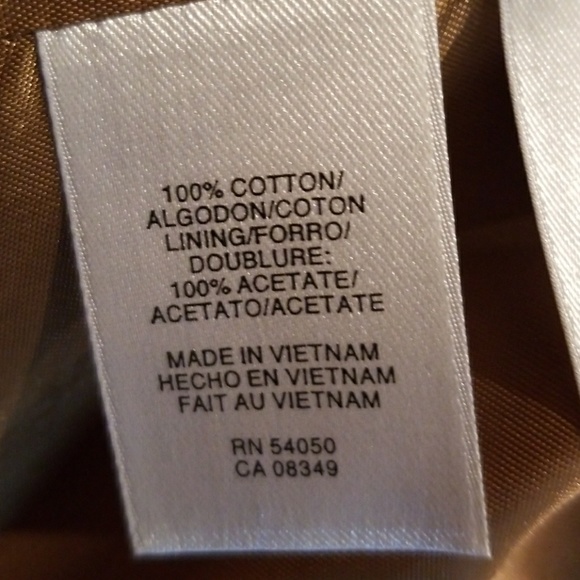 100% COTTON/
ALGODON/COTON
LINING/FORRO/
DOUBLURE:
100% ACETATE/
ACETATO/ACETATE
MADE IN VIETNAM
HECHO EN VIETNAM
FAIT AU VIETNAM
RN 54050
CA 08349